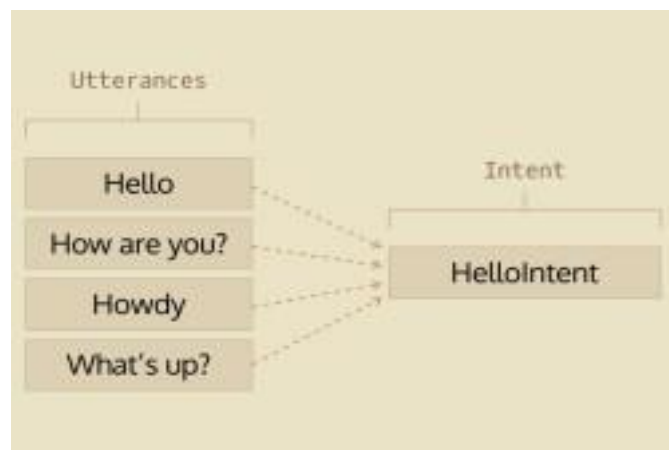 Utterances
Hello
How are you?
Howdy
What's up?
Intent
HelloIntent